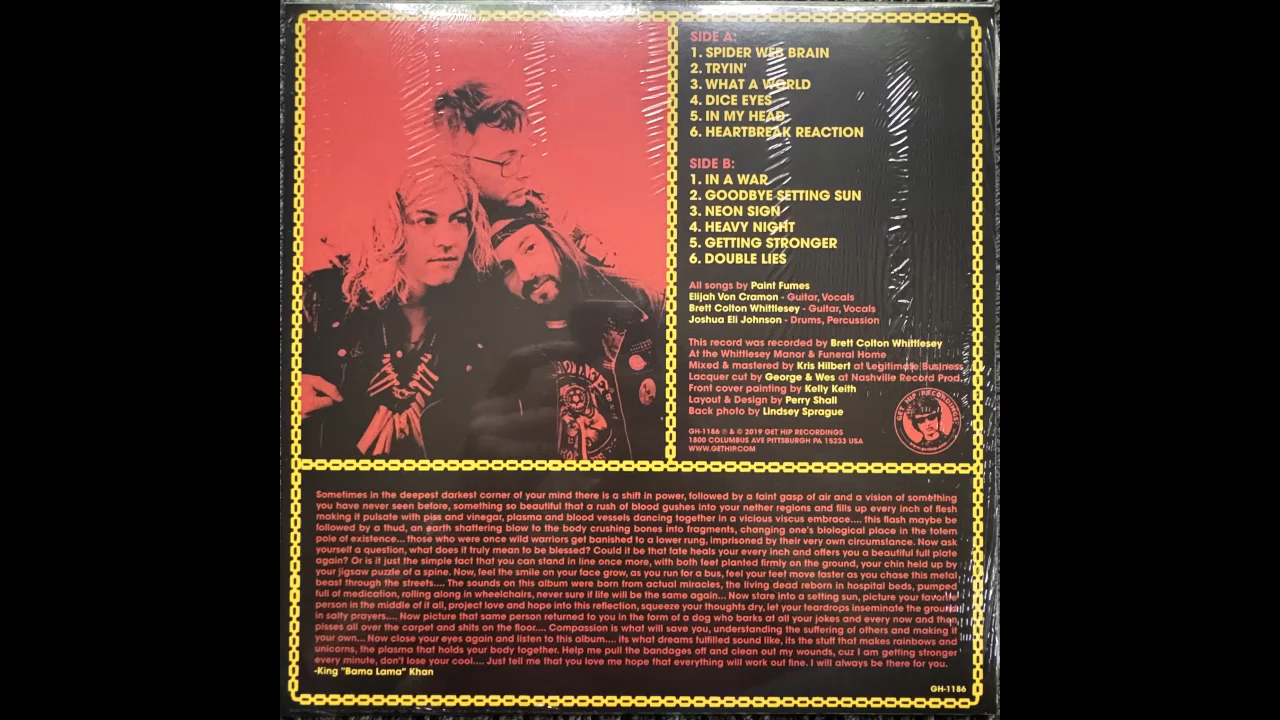 SIDE A:
1. SPIDER WEB BRAIN
2. TRYIN'
3. WHAT A WORLD
4. DICE EYES
5. IN MY HEAD
6. HEARTBREAK REACTION
SIDE B:
1. IN A WAR
2. GOODBYE SETTING SUN
3. NEON SIGN
4. HEAVY NIGHT
5. GETTING STRONGER
6. DOUBLE LIES
All songs by Paint Fumes
Elijah Von Cramon - Guitar, Vocals
Brett Colton Whittlesey - Guitar, Vocals
Joshua Eli Johnson - Drums, Percussion
This record was recorded by Brett Colton Whittlesey
At the Whittlesey Manor & Funeral Home
Mixed & mastered by Kris Hilbert at Legitimate Business
Lacquer cut by George & Wes at Nashville Record Prod.
Front cover painting by Kelly Keith
Layout & Design by Perry Shall
Back photo by Lindsey Sprague
GET HIP RECORDINGS
GH-1186 ℗ & © 2019 GET HIP RECORDINGS
1800 COLUMBUS AVE PITTSBURGH PA 15233 USA
WWW.GETHIP.COM
Sometimes in the deepest darkest corner of your mind there is a shift in power, followed by a faint gasp of air and a vision of something
you have never seen before, something so beautiful that a rush of blood gushes into your nether regions and fills up every inch of flesh
making it pulsate with piss and vinegar, plasma and blood vessels dancing together in a vicious viscus embrace.... this flash maybe be
followed by a thud, an earth shattering blow to the body crushing bones into fragments, changing one's biological place in the totem
pole of existence... those who were once wild warriors get banished to a lower rung, imprisoned by their very own circumstance. Now ask
yourself a question, what does it truly mean to be blessed? Could it be that fate heals your every inch and offers you a beautiful full plate
again? Or is it just the simple fact that you can stand in line once more, with both feet planted firmly on the ground, your chin held up by
your jigsaw puzzle of a spine. Now, feel the smile on your face grow, as you run for a bus, feel your feet move faster as you chase this metal
beast through the streets.... The sounds on this album were born from actual miracles, the living dead reborn in hospital beds, pumped
full of medication, rolling along in wheelchairs, never sure if life will be the same again... Now stare into a setting sun, picture your favorite
person in the middle of it all, project love and hope into this reflection, squeeze your thoughts dry, let your teardrops inseminate the ground
in salty prayers.... Now picture that same person returned to you in the form of a dog who barks at all your jokes and every now and then
pisses all over the carpet and shits on the floor.... Compassion is what will save you, understanding the suffering of others and making it
your own... Now close your eyes again and listen to this album.... its what dreams fulfilled sound like, its the stuff that makes rainbows and
unicorns, the plasma that holds your body together. Help me pull the bandages off and clean out my wounds, cuz I am getting stronger
every minute, don't lose your cool.... Just tell me that you love me hope that everything will work out fine. I will always be there for you.
-King "Bama Lama" Khan
GH-1186